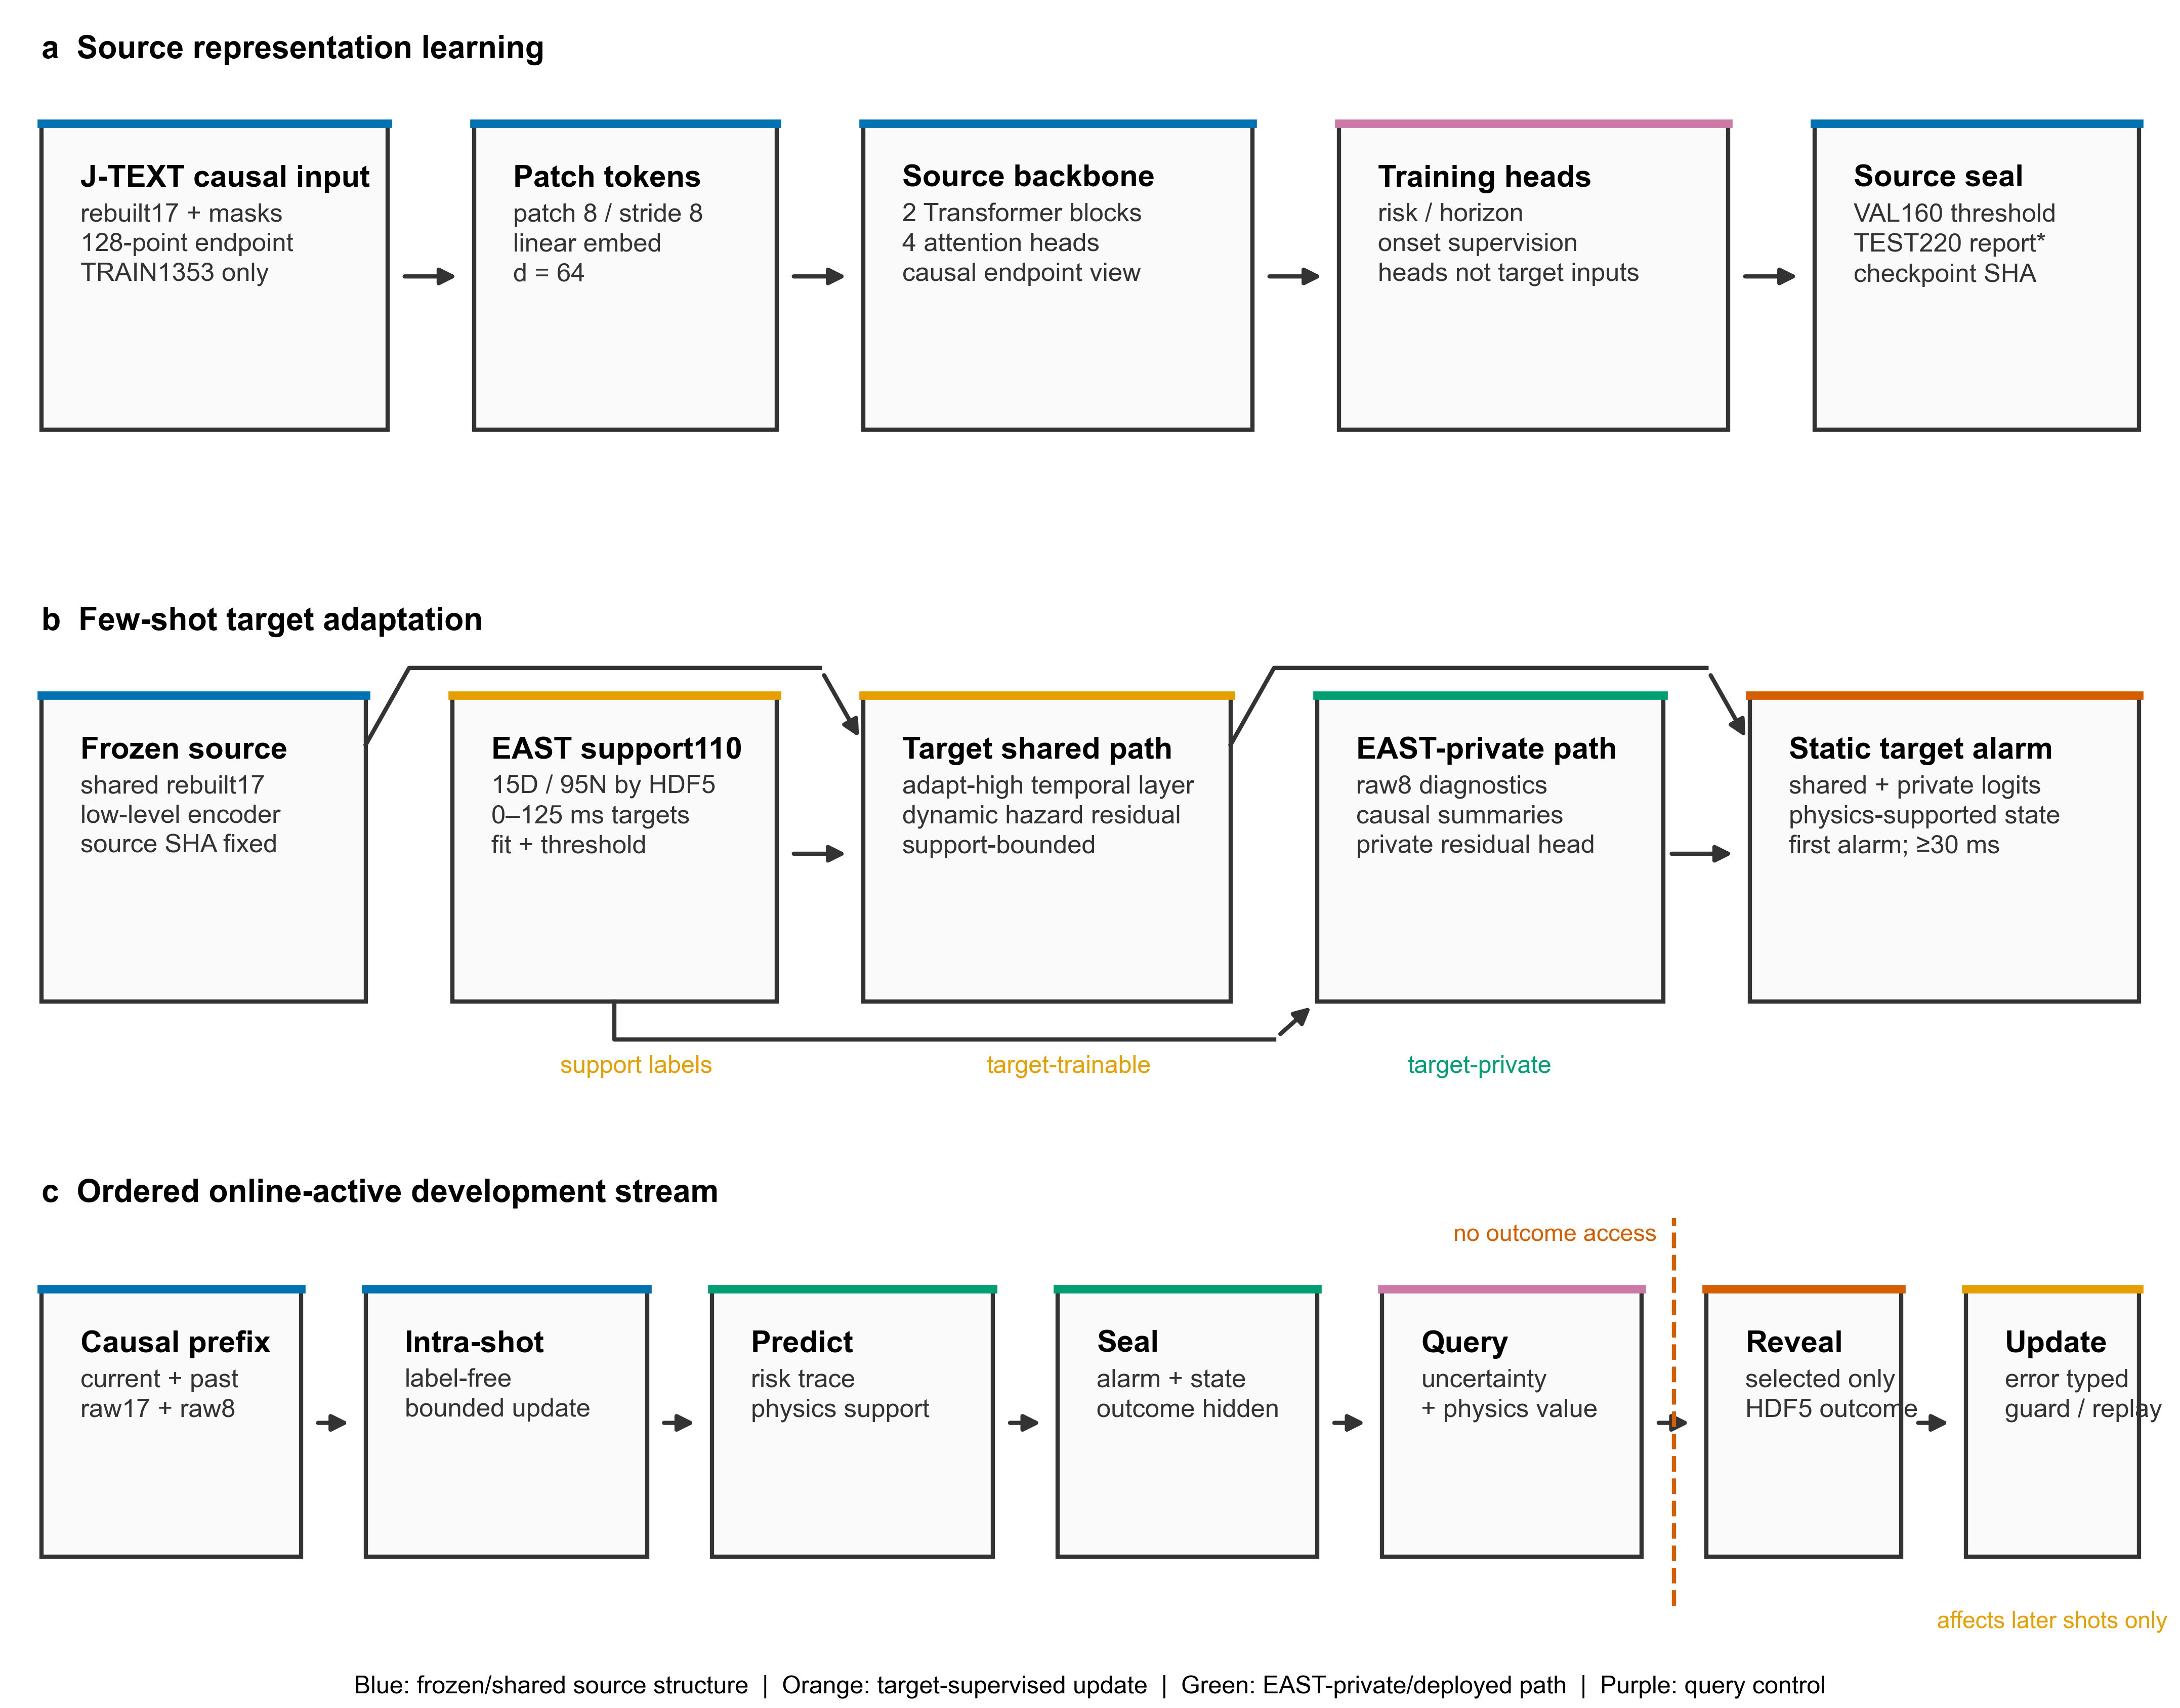 a Source representation learning
J-TEXT causal input
rebuilt17 + masks
128-point endpoint
TRAIN1353 only
Patch tokens
patch 8 / stride 8
linear embed
d = 64
Source backbone
2 Transformer blocks
4 attention heads
causal endpoint view
Training heads
risk / horizon
onset supervision
heads not target inputs
Source seal
VAL160 threshold
TEST220 report*
checkpoint SHA
b Few-shot target adaptation
Frozen source
shared rebuilt17
low-level encoder
source SHA fixed
EAST support110
15D / 95N by HDF5
0–125 ms targets
fit + threshold
Target shared path
adapt-high temporal layer
dynamic hazard residual
support-bounded
EAST-private path
raw8 diagnostics
causal summaries
private residual head
Static target alarm
shared + private logits
physics-supported state
first alarm; ≥30 ms
support labels
target-trainable
target-private
c Ordered online-active development stream
no outcome access
Causal prefix
current + past
raw17 + raw8
Intra-shot
label-free
bounded update
Predict
risk trace
physics support
Seal
alarm + state
outcome hidden
Query
uncertainty
+ physics value
Reveal
selected only
HDF5 outcome
Update
error typed
guard / replay
affects later shots only
Blue: frozen/shared source structure | Orange: target-supervised update | Green: EAST-private/deployed path | Purple: query control